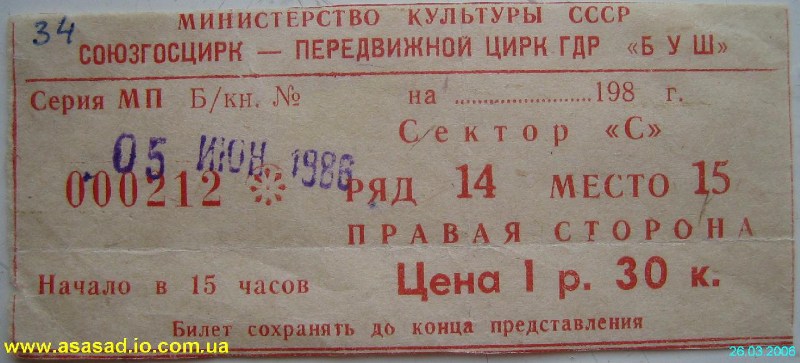 34
МИНИСТЕРСТВО КУЛЬТУРЫ СССР
СОЮЗГОСЦИРК — ПЕРЕДВИЖНОЙ ЦИРК ГДР «БУШ»
Серия МП Б/кн. № на ........................198 г.
Сектор «С»
05 ИЮН 1986
000212 РЯД 14 МЕСТО 15
ПРАВАЯ СТОРОНА
Начало в 15 часов Цена 1 р. 30 к.
Билет сохранять до конца представления
www.asasad.io.com.ua
26.03.2006